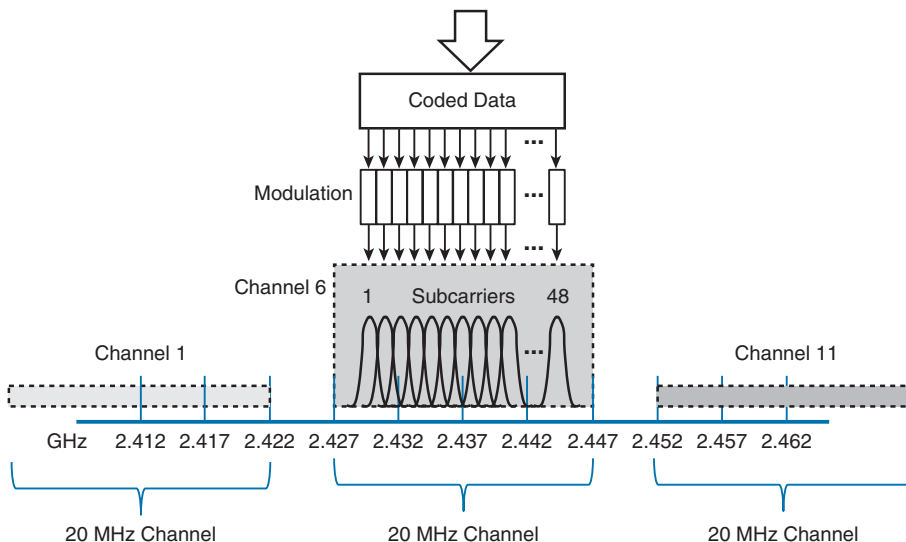 Coded Data
...
Modulation
...
...
Channel 6
1 Subcarriers 48
...
Channel 1
Channel 11
GHz 2.412 2.417 2.422 2.427 2.432 2.437 2.442 2.447 2.452 2.457 2.462
20 MHz Channel
20 MHz Channel
20 MHz Channel